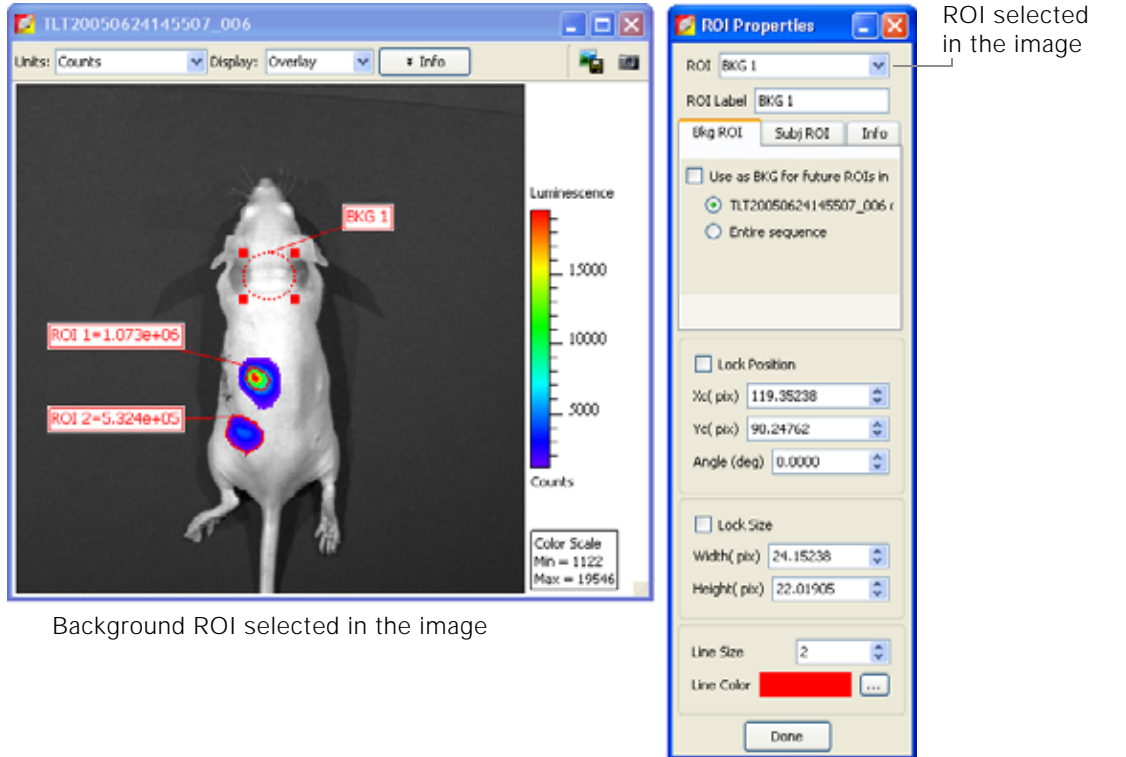 TLT20050624145507_006
Units: Counts Display: Overlay Info
BKG 1
ROI 1=1.073e+06
ROI 2=5.324e+05
Luminescence
15000
10000
5000
Counts
Color Scale
Min = 1122
Max = 19546
Background ROI selected in the image
ROI Properties
ROI BKG 1
ROI Label BKG 1
Bkg ROI Subj ROI Info
Use as BKG for future ROIs in
TLT20050624145507_006 c
Entire sequence
Lock Position
Xc( pix) 119.35238
Yc( pix) 90.24762
Angle (deg) 0.0000
Lock Size
Width( pix) 24.15238
Height( pix) 22.01905
Line Size 2
Line Color ...
Done
ROI selected
in the image